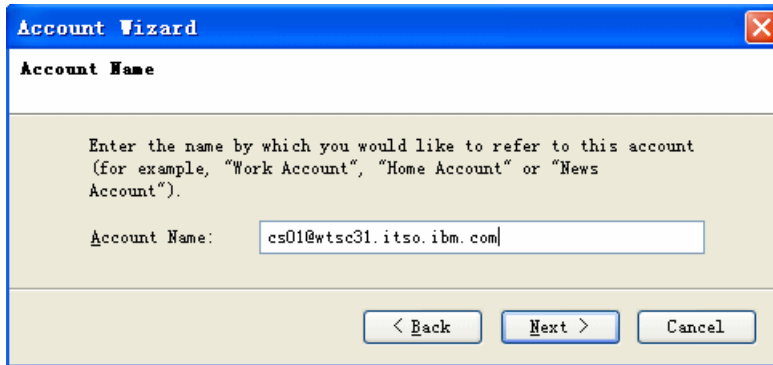 Account Wizard
Account Name
Enter the name by which you would like to refer to this account
(for example, "Work Account", "Home Account" or "News
Account").
Account Name: cs01@wtsc31.itso.ibm.com
< Back Next > Cancel